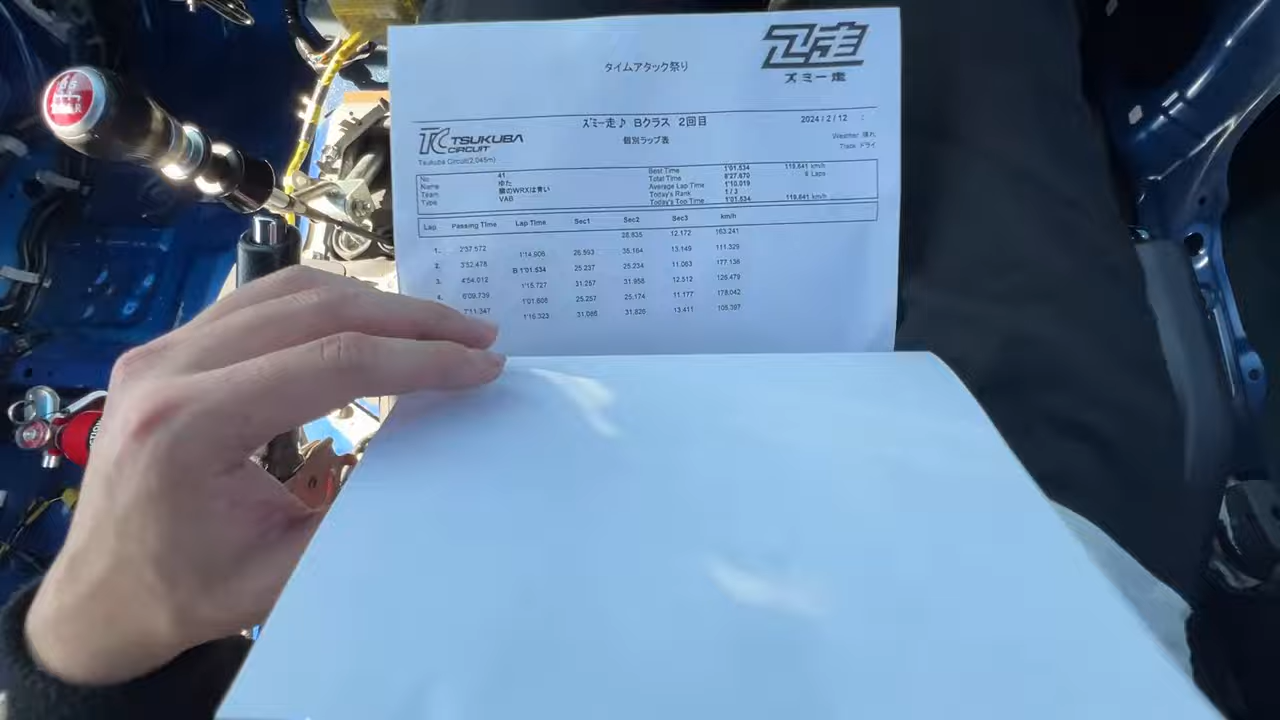 ズミー走
タイムアタック祭り
ズミー走♪ Bクラス 2回目
2024 / 2 / 12 :
TC TSUKUBA CIRCUIT
個別ラップ表
Weather 晴れ
Tsukuba Circuit(2,045m)
Track ドライ
No 41 Best Time 1'01.534 119.641 km/h
Name ゆた Total Time 8'27.670 6 Laps
Team 隣のWRXは青い Average Lap Time 1'10.019
Type VAB Today's Rank 1 / 3
Today's Top Time 1'01.534 119.641 km/h
Lap Passing Time Lap Time Sec1 Sec2 Sec3 km/h
1. 2'37.572 28.835 12.172 163.241
2. 3'52.478 1'14.906 26.593 35.164 13.149 111.329
3. 4'54.012 B 1'01.534 25.237 25.234 11.063 177.136
4. 6'09.739 1'15.727 31.257 31.958 12.512 126.479
7'11.347 1'01.608 25.257 25.174 11.177 178.042
1'16.323 31.086 31.826 13.411 105.397